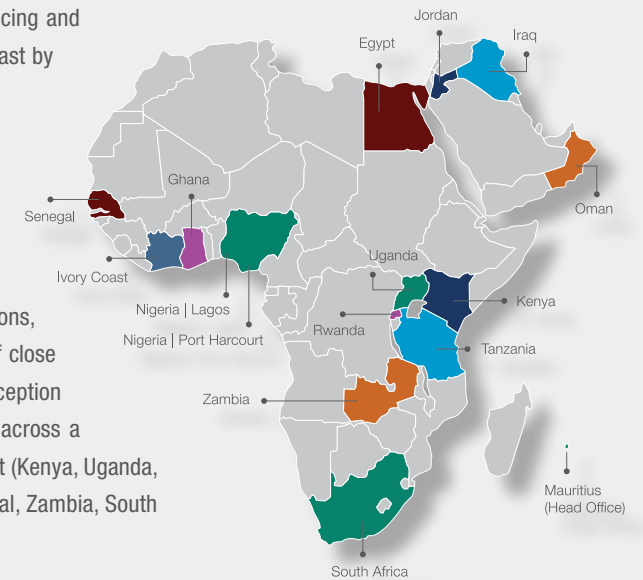 cing and
ast by
ons,
f close
ception
across a
t (Kenya, Uganda,
al, Zambia, South
Jordan
Egypt
Iraq
Ghana
Senegal
Oman
Ivory Coast
Uganda
Nigeria | Lagos
Kenya
Rwanda
Nigeria | Port Harcourt
Tanzania
Zambia
Mauritius
(Head Office)
South Africa